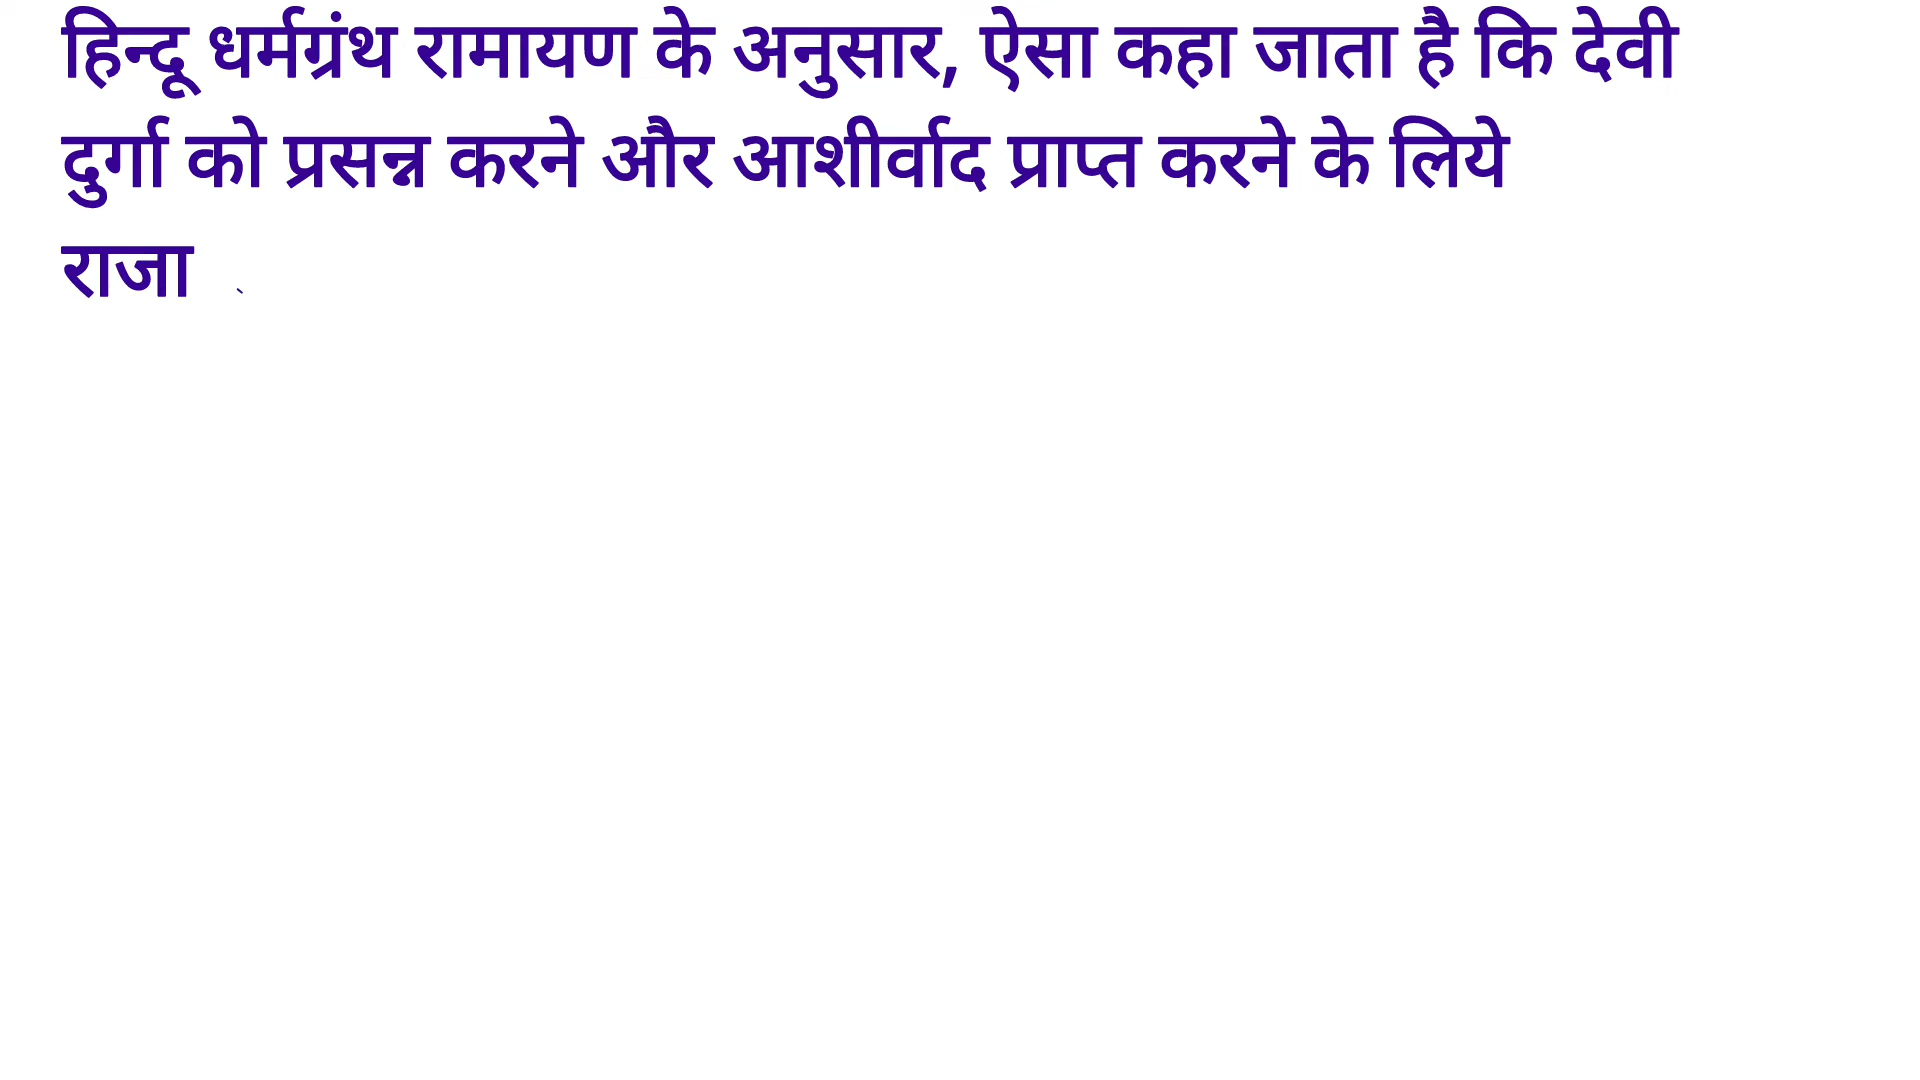 हिन्दू धर्मग्रंथ रामायण के अनुसार, ऐसा कहा जाता है कि देवी
दुर्गा को प्रसन्न करने और आशीर्वाद प्राप्त करने के लिये
राजा